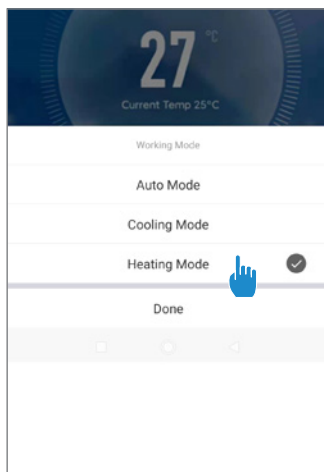 27 °C
Current Temp 25°C
Working Mode
Auto Mode
Cooling Mode
Heating Mode
Done